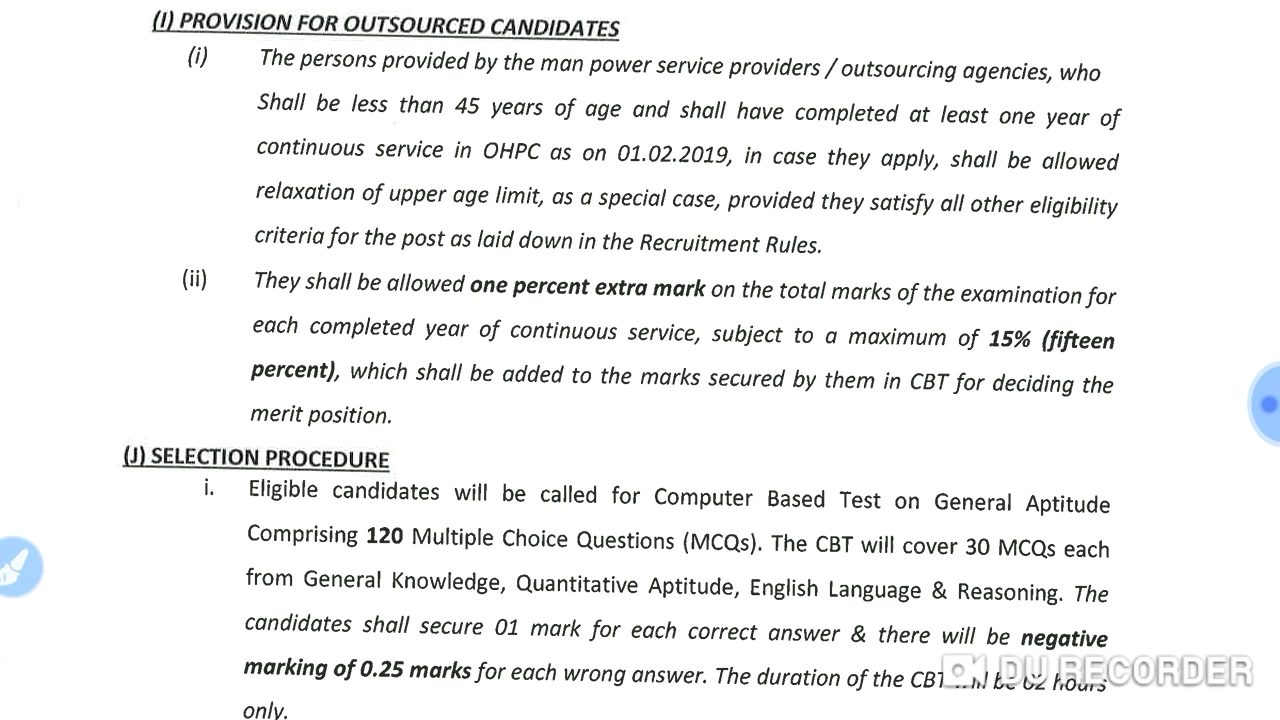 (I) PROVISION FOR OUTSOURCED CANDIDATES
(i) The persons provided by the man power service providers / outsourcing agencies, who
Shall be less than 45 years of age and shall have completed at least one year of
continuous service in OHPC as on 01.02.2019, in case they apply, shall be allowed
relaxation of upper age limit, as a special case, provided they satisfy all other eligibility
criteria for the post as laid down in the Recruitment Rules.
(ii) They shall be allowed one percent extra mark on the total marks of the examination for
each completed year of continuous service, subject to a maximum of 15% (fifteen
percent), which shall be added to the marks secured by them in CBT for deciding the
merit position.
(J) SELECTION PROCEDURE
i. Eligible candidates will be called for Computer Based Test on General Aptitude
Comprising 120 Multiple Choice Questions (MCQs). The CBT will cover 30 MCQs each
from General Knowledge, Quantitative Aptitude, English Language & Reasoning. The
candidates shall secure 01 mark for each correct answer & there will be negative
marking of 0.25 marks for each wrong answer. The duration of the CBT will be 02 hours
only.
DU RECORDER